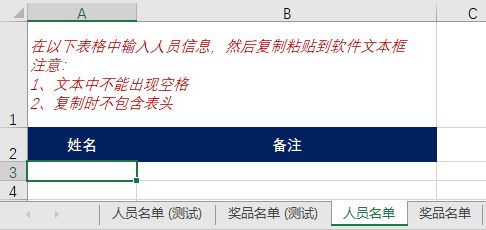 A B C
在以下表格中输入人员信息，然后复制粘贴到软件文本框
注意：
1、文本中不能出现空格
2、复制时不包含表头
1
2 姓名 备注
3
4
人员名单 (测试) 奖品名单 (测试) 人员名单 奖品名单